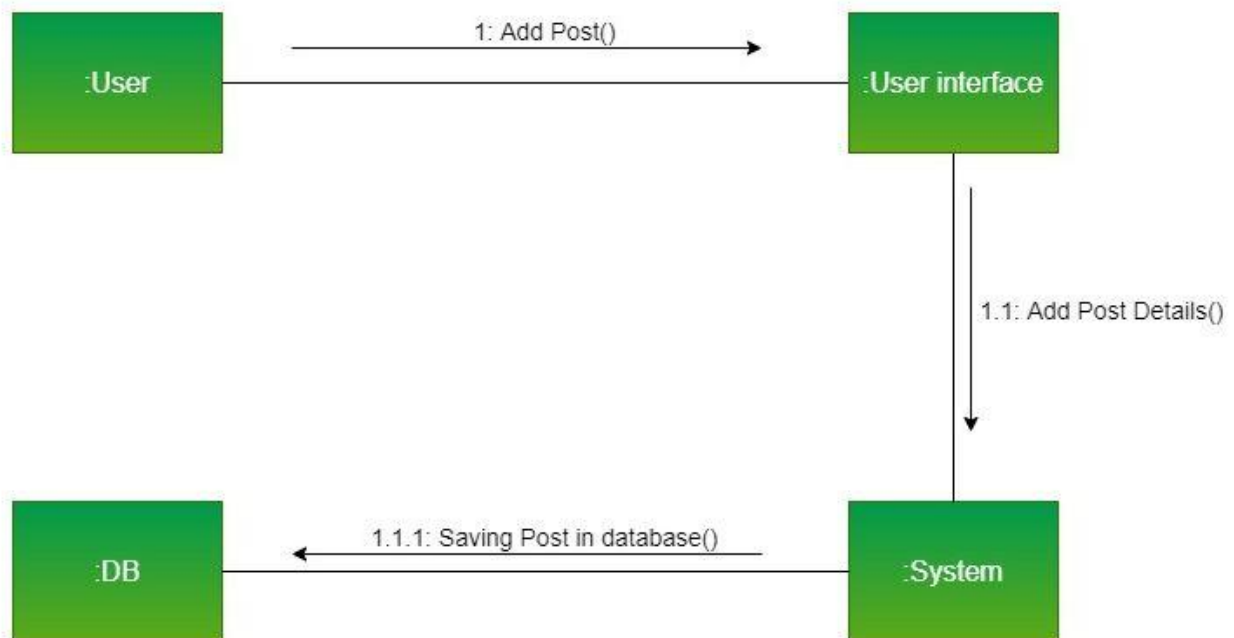 1: Add Post()
:User
:User interface
1.1: Add Post Details()
1.1.1: Saving Post in database()
:DB
:System